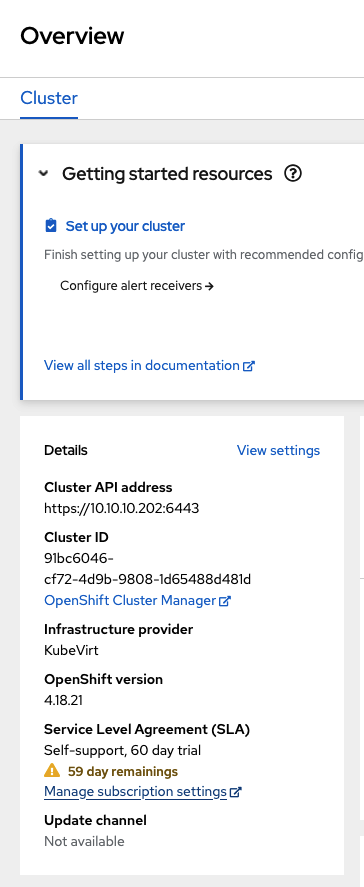 Overview
Cluster
Getting started resources
Set up your cluster
Finish setting up your cluster with recommended config
Configure alert receivers
View all steps in documentation
Details
View settings
Cluster API address
https://10.10.10.202:6443
Cluster ID
91bc6046-
cf72-4d9b-9808-1d65488d481d
OpenShift Cluster Manager
Infrastructure provider
KubeVirt
OpenShift version
4.18.21
Service Level Agreement (SLA)
Self-support, 60 day trial
59 day remainings
Manage subscription settings
Update channel
Not available